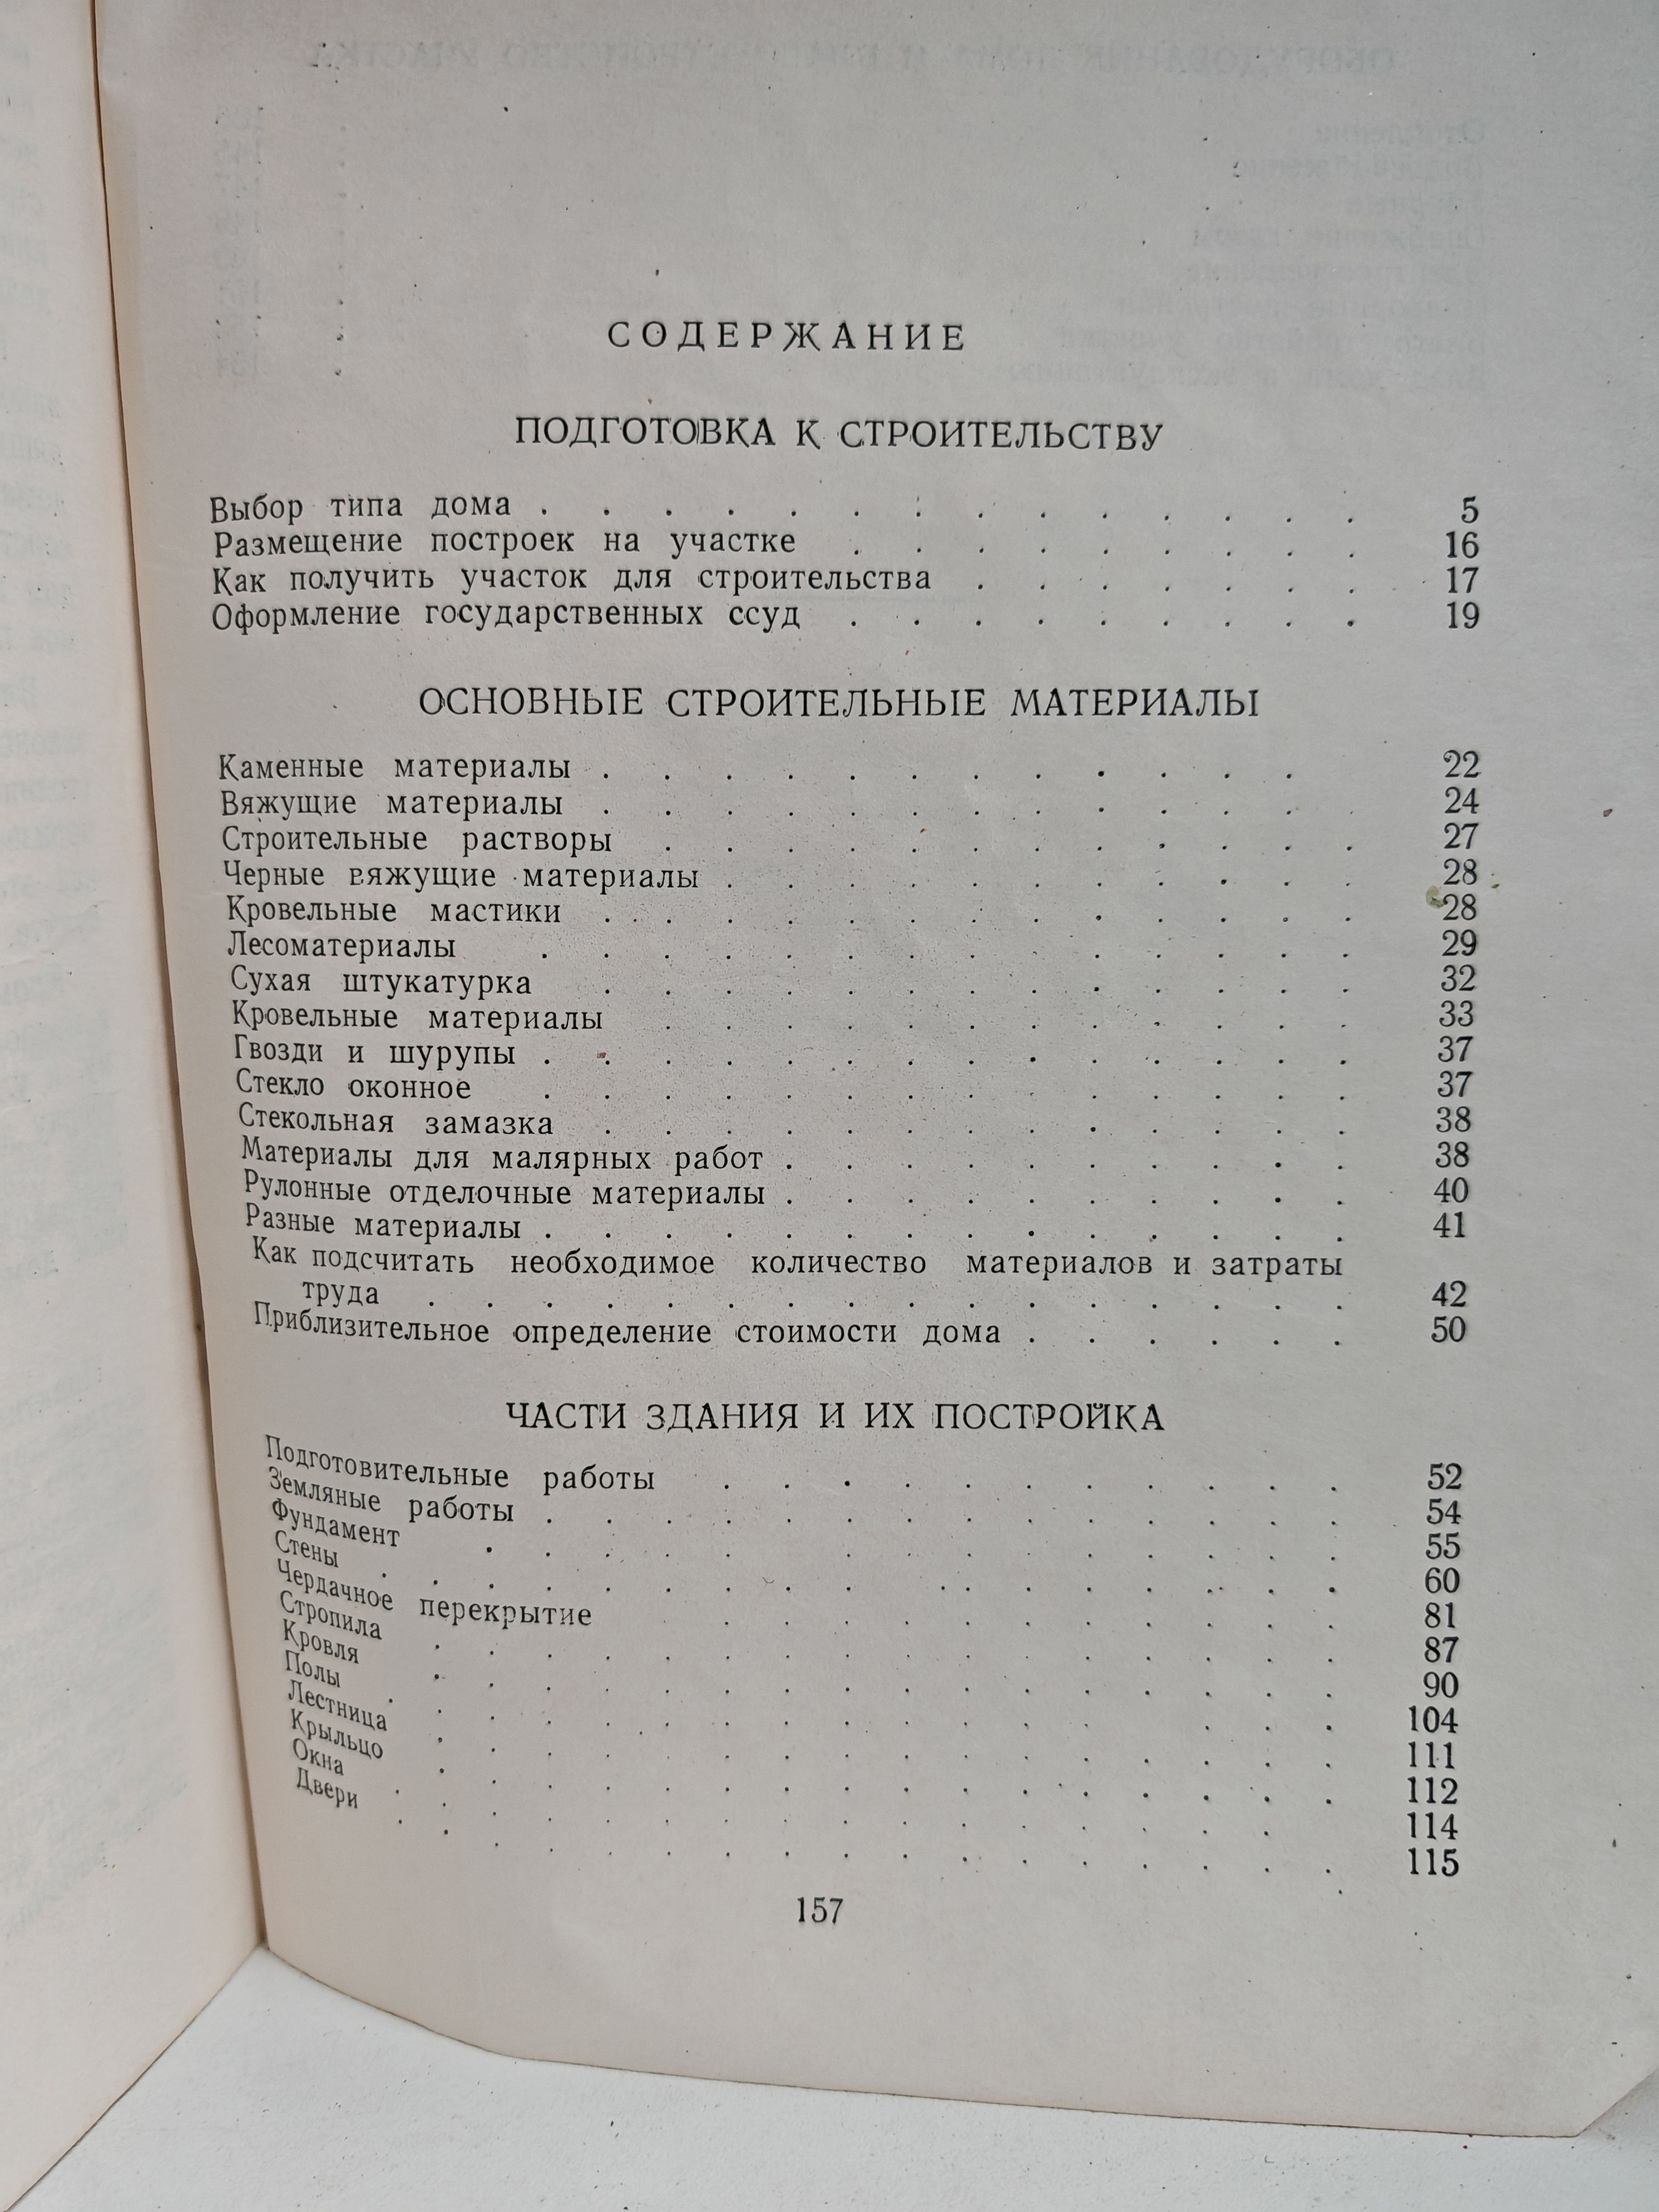 СОДЕРЖАНИЕ
ПОДГОТОВКА К СТРОИТЕЛЬСТВУ
Выбор типа дома . . . . . . . . . . . . . . 5
Размещение построек на участке . . . . . . . . . 16
Как получить участок для строительства . . . . . . . 17
Оформление государственных ссуд . . . . . . . . . 19
ОСНОВНЫЕ СТРОИТЕЛЬНЫЕ МАТЕРИАЛЫ
Каменные материалы . . . . . . . . . . . . 22
Вяжущие материалы . . . . . . . . . . . . . 24
Строительные растворы . . . . . . . . . . . . 27
Черные вяжущие материалы . . . . . . . . . . . 28
Кровельные мастики . . . . . . . . . . . . . 28
Лесоматериалы . . . . . . . . . . . . . 29
Сухая штукатурка . . . . . . . . . . . . . 32
Кровельные материалы . . . . . . . . . . . . 33
Гвозди и шурупы . . . . . . . . . . . . . . 37
Стекло оконное . . . . . . . . . . . . . 37
Стекольная замазка . . . . . . . . . . . . . 38
Материалы для малярных работ . . . . . . . . . . 38
Рулонные отделочные материалы . . . . . . . . . . 40
Разные материалы . . . . . . . . . . . . . . 41
Как подсчитать необходимое количество материалов и затраты
труда . . . . . . . . . . . . . . . . 42
Приблизительное определение стоимости дома . . . . . . 50
ЧАСТИ ЗДАНИЯ И ИХ ПОСТРОЙКА
Подготовительные работы . . . . . . . . . . . 52
Земляные работы . . . . . . . . . . . . . . 54
Фундамент . . . . . . . . . . . . . . 55
Стены . . . . . . . . . . . . . . . . . 60
Чердачное перекрытие . . . . . . . . . . . 81
Стропила . . . . . . . . . . . . . . . . 87
Кровля . . . . . . . . . . . . . . . . 90
Полы . . . . . . . . . . . . . . . . 104
Лестница . . . . . . . . . . . . . . . . 111
Крыльцо . . . . . . . . . . . . . . . . 112
Окна . . . . . . . . . . . . . . . . 114
Двери . . . . . . . . . . . . . . . . . 115
157